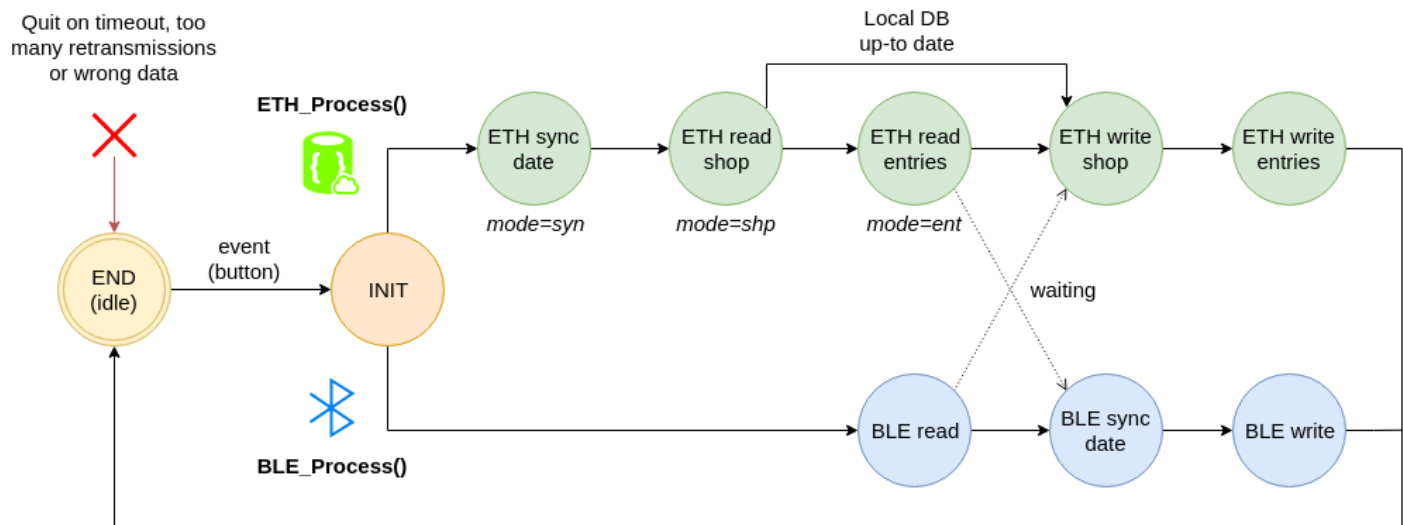 Quit on timeout, too
many retransmissions
or wrong data
Local DB
up-to date
ETH_Process()
ETH sync
date
ETH read
shop
ETH read
entries
ETH write
shop
ETH write
entries
mode=syn
mode=shp
mode=ent
END
(idle)
event
(button)
INIT
waiting
BLE read
BLE sync
date
BLE write
BLE_Process()